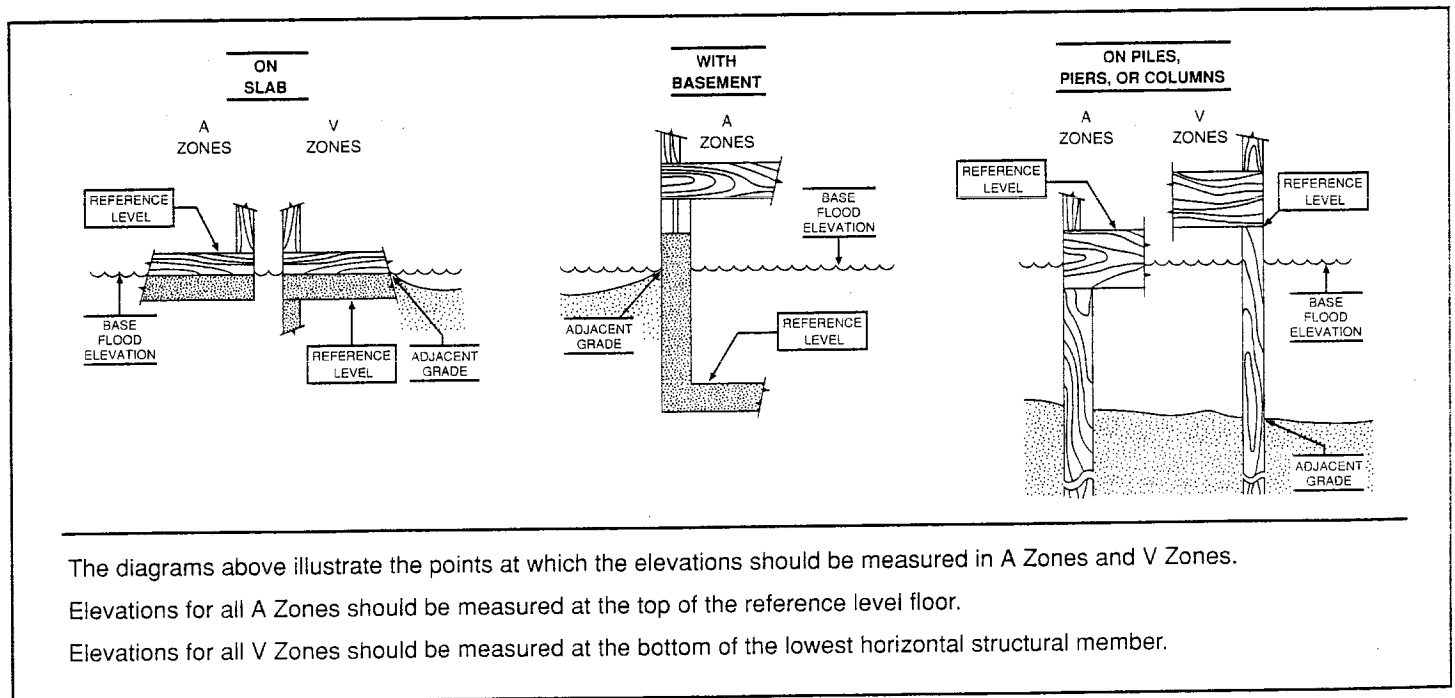 ON
SLAB
A
ZONES
V
ZONES
REFERENCE
LEVEL
BASE
FLOOD
ELEVATION
REFERENCE
LEVEL
ADJACENT
GRADE
WITH
BASEMENT
A
ZONES
BASE
FLOOD
ELEVATION
ADJACENT
GRADE
REFERENCE
LEVEL
ON PILES,
PIERS, OR COLUMNS
A
ZONES
V
ZONES
REFERENCE
LEVEL
REFERENCE
LEVEL
BASE
FLOOD
ELEVATION
ADJACENT
GRADE
The diagrams above illustrate the points at which the elevations should be measured in A Zones and V Zones.
Elevations for all A Zones should be measured at the top of the reference level floor.
Elevations for all V Zones should be measured at the bottom of the lowest horizontal structural member.